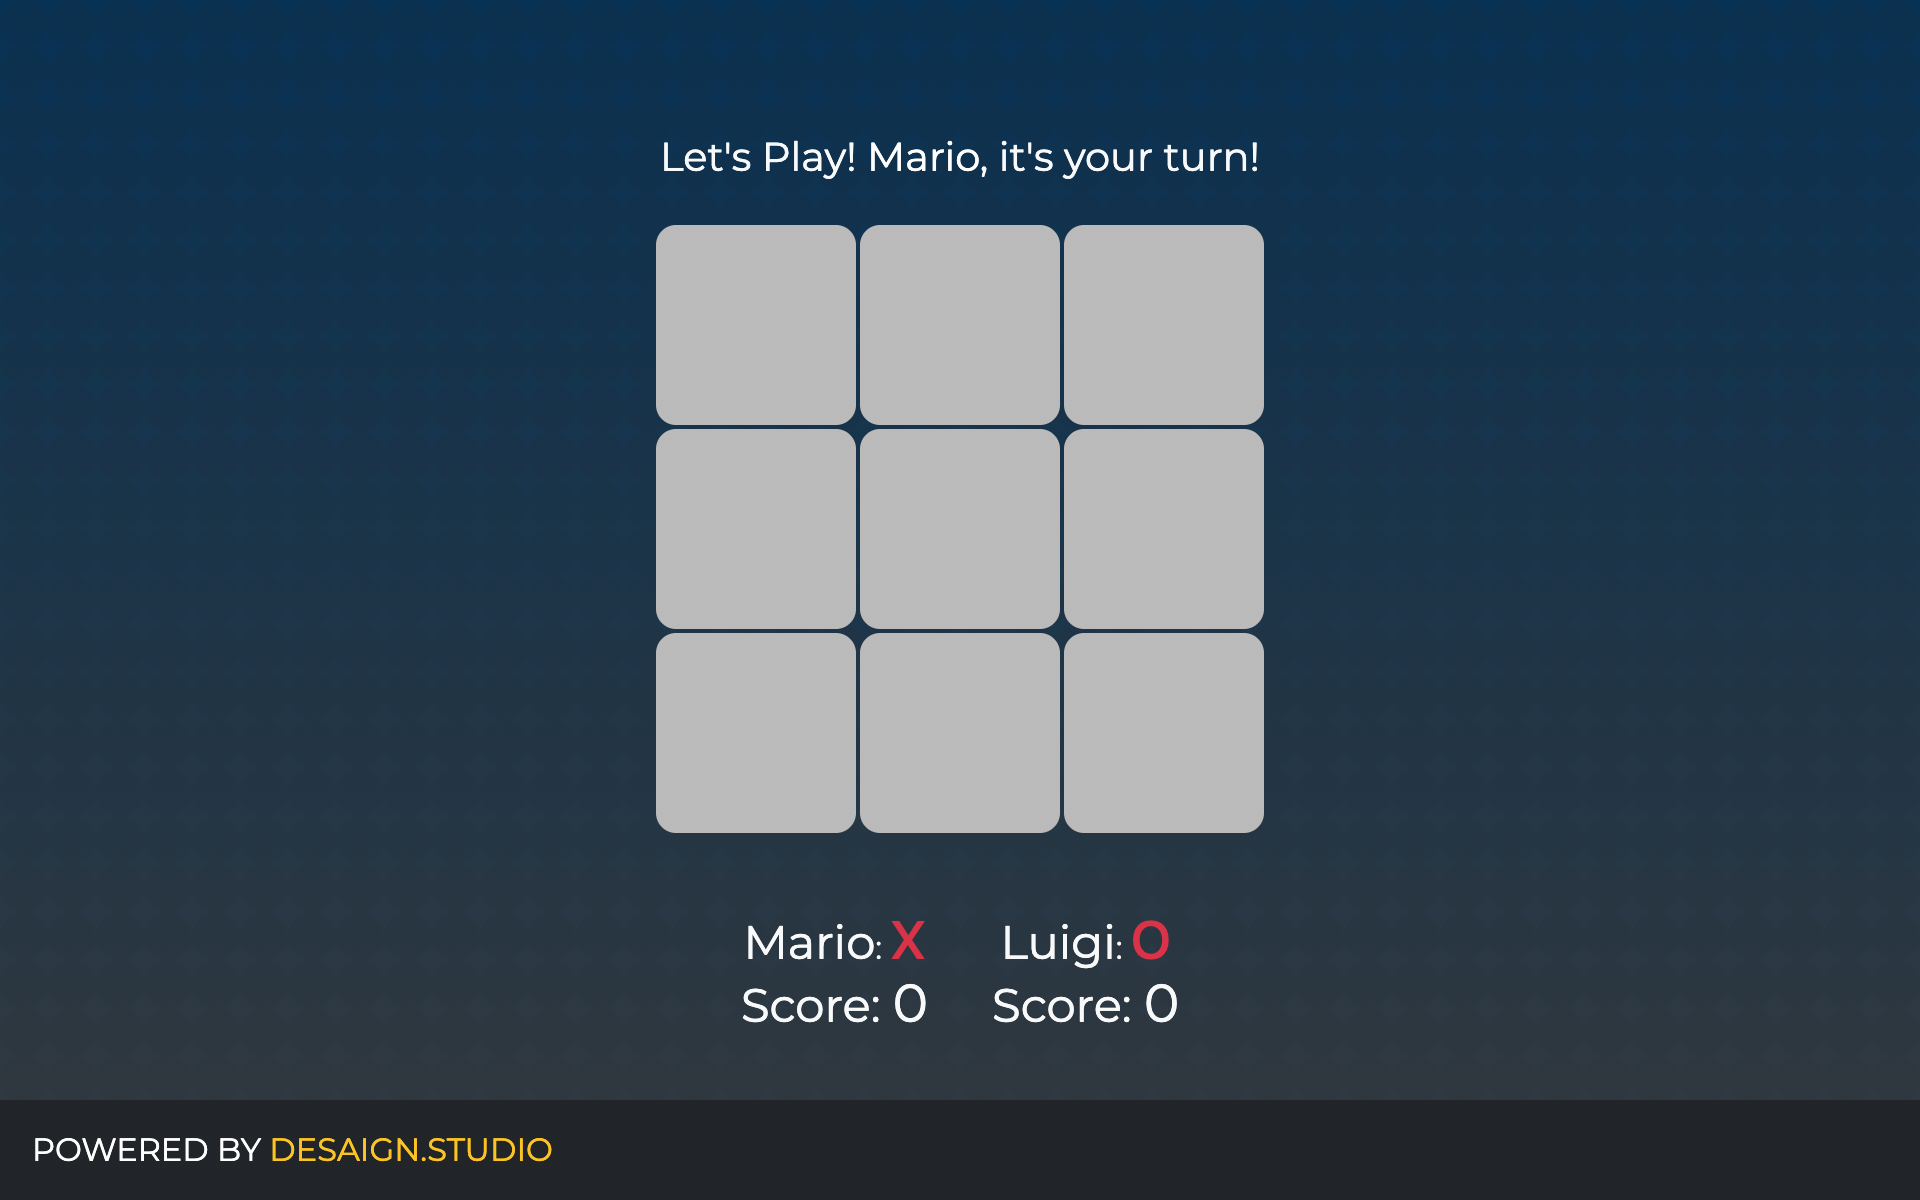 Let's Play! Mario, it's your turn!
Mario: X
Score: 0
Luigi: O
Score: 0
POWERED BY DESAIGN.STUDIO